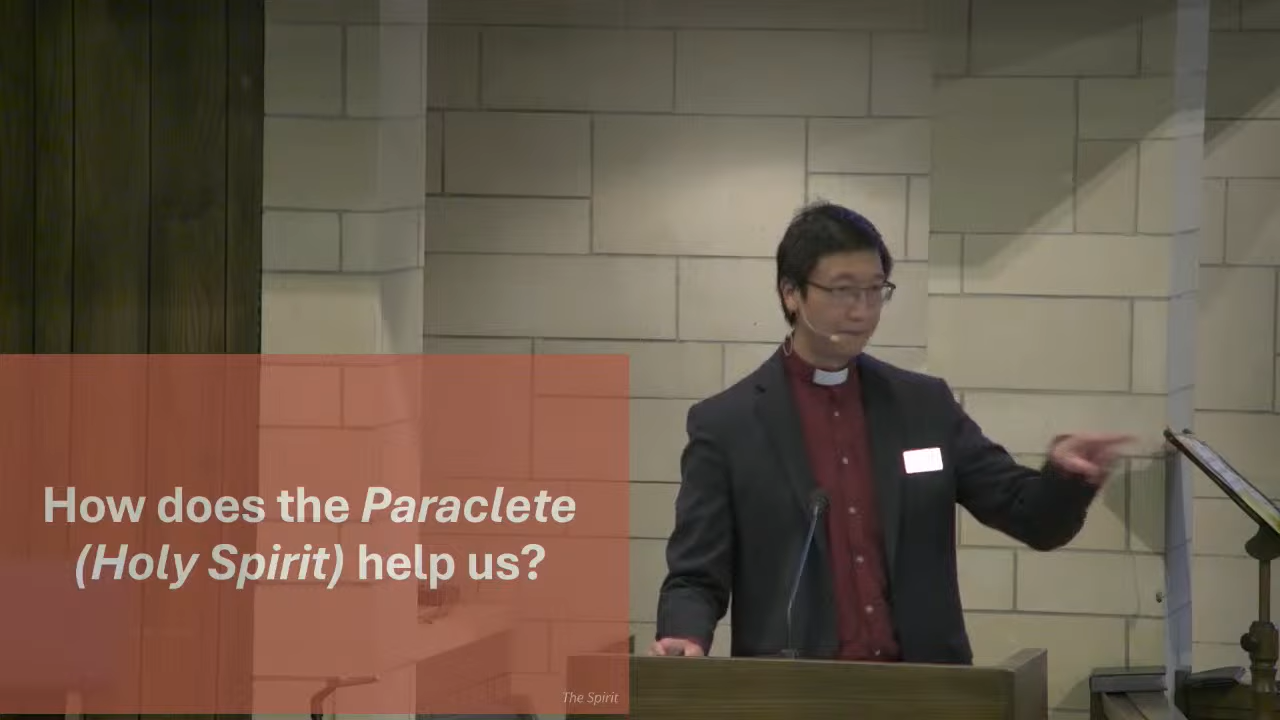 How does the Paraclete
(Holy Spirit) help us?
The Spirit